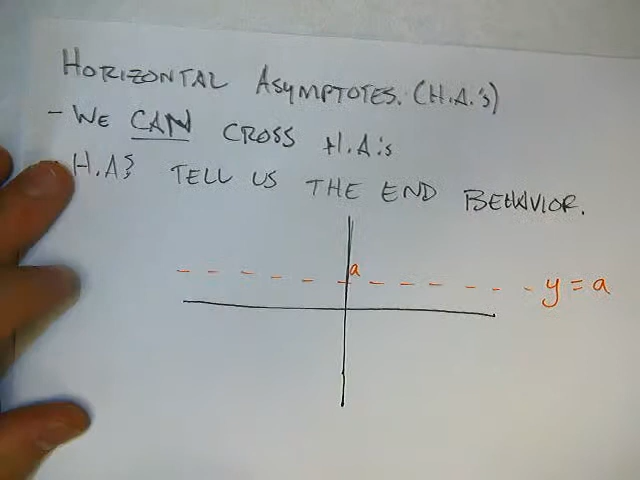 HORIZONTAL ASYMPTOTES. (H.A.'s)
- WE CAN CROSS H.A.'s
- H.A's TELL US THE END BEHAVIOR.
a
y = a